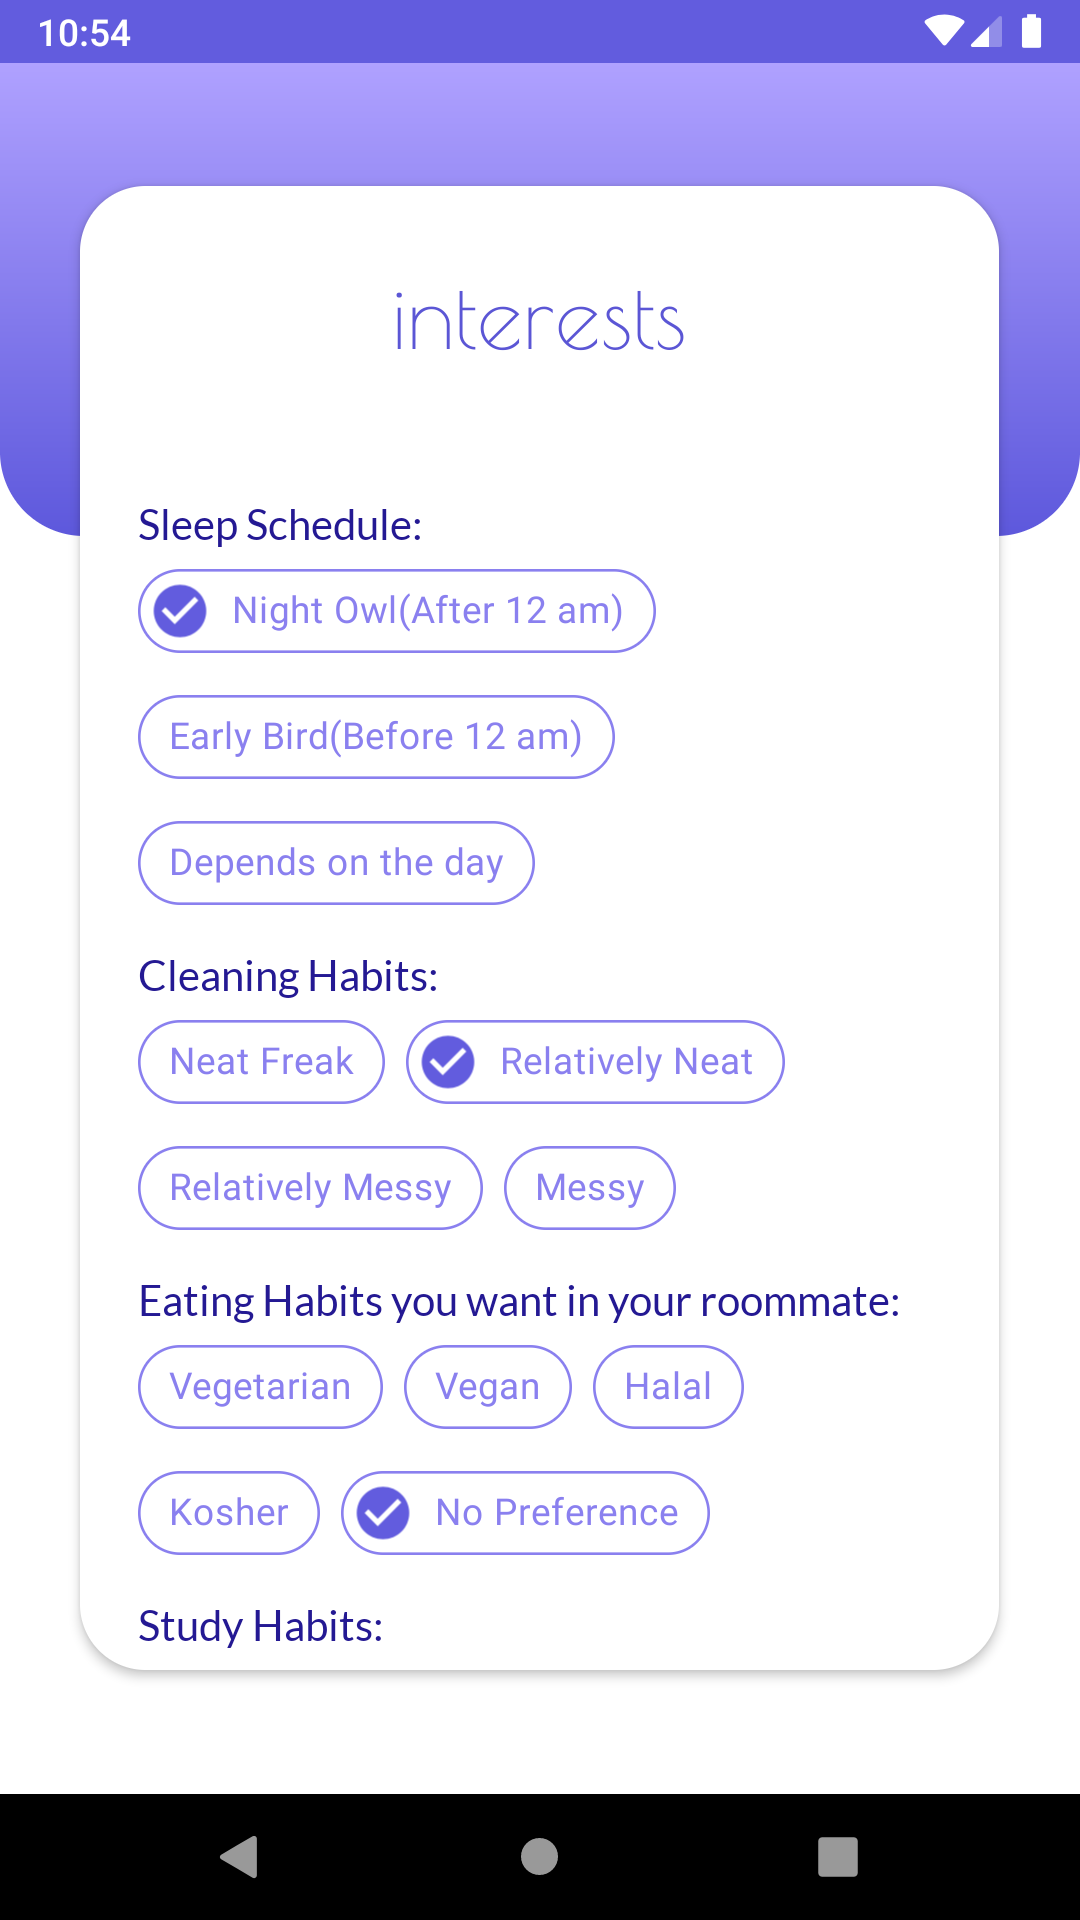 10:54
interests
Sleep Schedule:
Night Owl(After 12 am)
Early Bird(Before 12 am)
Depends on the day
Cleaning Habits:
Neat Freak Relatively Neat
Relatively Messy Messy
Eating Habits you want in your roommate:
Vegetarian Vegan Halal
Kosher No Preference
Study Habits: